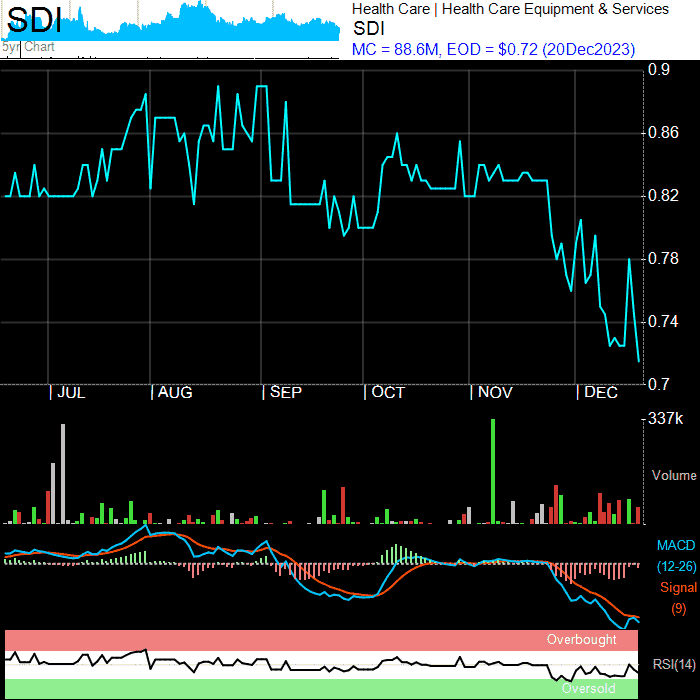 SDI
5yr Chart
Health Care | Health Care Equipment & Services
SDI
MC = 88.6M, EOD = $0.72 (20Dec2023)
0.9
0.86
0.82
0.78
0.74
0.7
| JUL | AUG | SEP | OCT | NOV | DEC
337k
Volume
MACD
(12-26)
Signal
(9)
Overbought
RSI(14)
Oversold